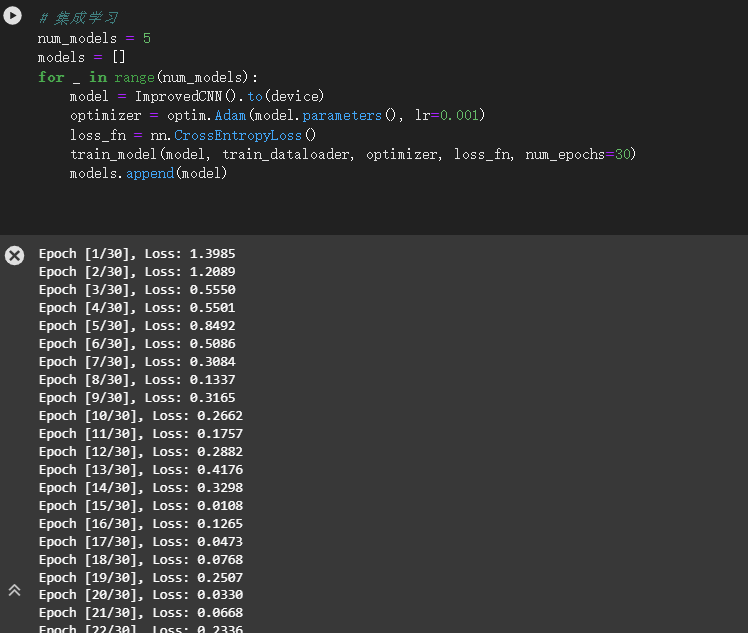 # 集成学习
num_models = 5
models = []
for _ in range(num_models):
    model = ImprovedCNN().to(device)
    optimizer = optim.Adam(model.parameters(), lr=0.001)
    loss_fn = nn.CrossEntropyLoss()
    train_model(model, train_dataloader, optimizer, loss_fn, num_epochs=30)
    models.append(model)
Epoch [1/30], Loss: 1.3985
Epoch [2/30], Loss: 1.2089
Epoch [3/30], Loss: 0.5550
Epoch [4/30], Loss: 0.5501
Epoch [5/30], Loss: 0.8492
Epoch [6/30], Loss: 0.5086
Epoch [7/30], Loss: 0.3084
Epoch [8/30], Loss: 0.1337
Epoch [9/30], Loss: 0.3165
Epoch [10/30], Loss: 0.2662
Epoch [11/30], Loss: 0.1757
Epoch [12/30], Loss: 0.2882
Epoch [13/30], Loss: 0.4176
Epoch [14/30], Loss: 0.3298
Epoch [15/30], Loss: 0.0108
Epoch [16/30], Loss: 0.1265
Epoch [17/30], Loss: 0.0473
Epoch [18/30], Loss: 0.0768
Epoch [19/30], Loss: 0.2507
Epoch [20/30], Loss: 0.0330
Epoch [21/30], Loss: 0.0668
Epoch [22/30], Loss: 0.2336